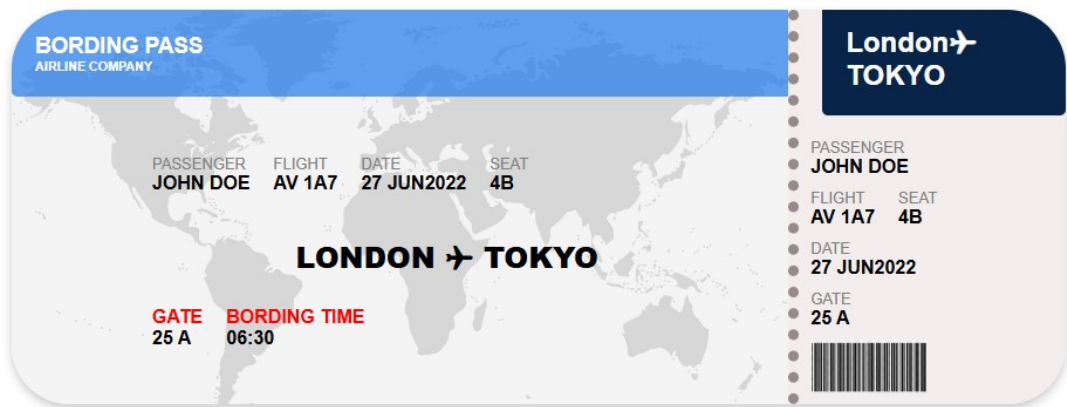 BORDING PASS
AIRLINE COMPANY
PASSENGER FLIGHT DATE SEAT
JOHN DOE AV 1A7 27 JUN2022 4B
LONDON ✈ TOKYO
GATE BORDING TIME
25 A 06:30
London✈
TOKYO
PASSENGER
JOHN DOE
FLIGHT SEAT
AV 1A7 4B
DATE
27 JUN2022
GATE
25 A